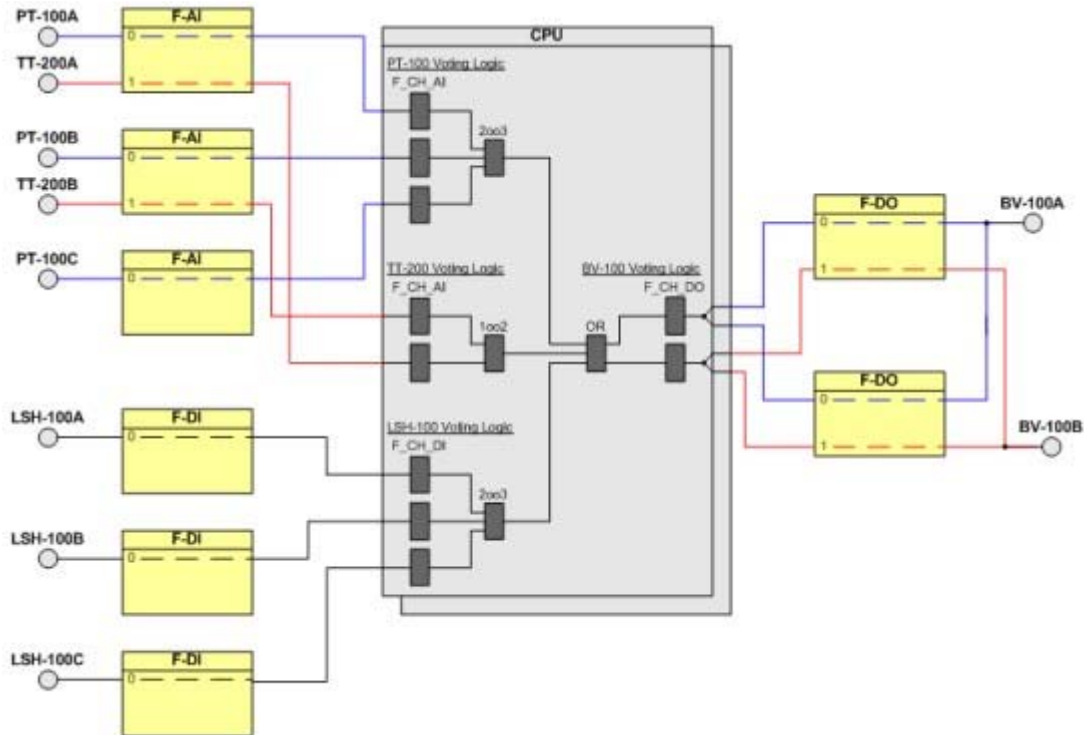 PT-100A
F-AI
0
TT-200A
1
PT-100B
F-AI
0
TT-200B
1
PT-100C
F-AI
0
LSH-100A
F-DI
0
LSH-100B
F-DI
0
LSH-100C
F-DI
0
CPU
PT-100 Voting Logic
F_CH_AI
2oo3
TT-200 Voting Logic
F_CH_AI
1oo2
LSH-100 Voting Logic
F_CH_DI
2oo3
BV-100 Voting Logic
F_CH_DO
OR
F-DO
0
1
BV-100A
F-DO
0
1
BV-100B